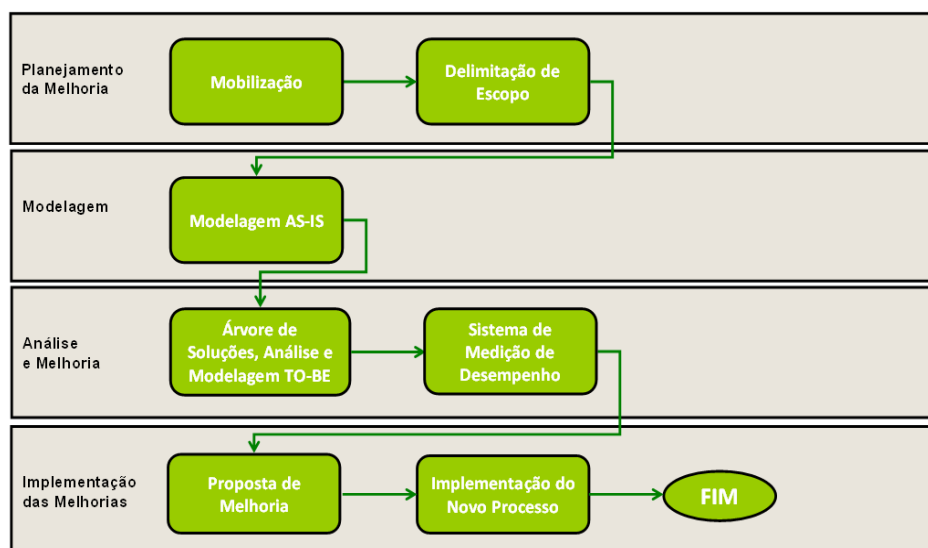 Planejamento
da Melhoria
Mobilização
Delimitação de
Escopo
Modelagem
Modelagem AS-IS
Análise
e Melhoria
Árvore de
Soluções, Análise e
Modelagem TO-BE
Sistema de
Medição de
Desempenho
Implementação
das Melhorias
Proposta de
Melhoria
Implementação do
Novo Processo
FIM